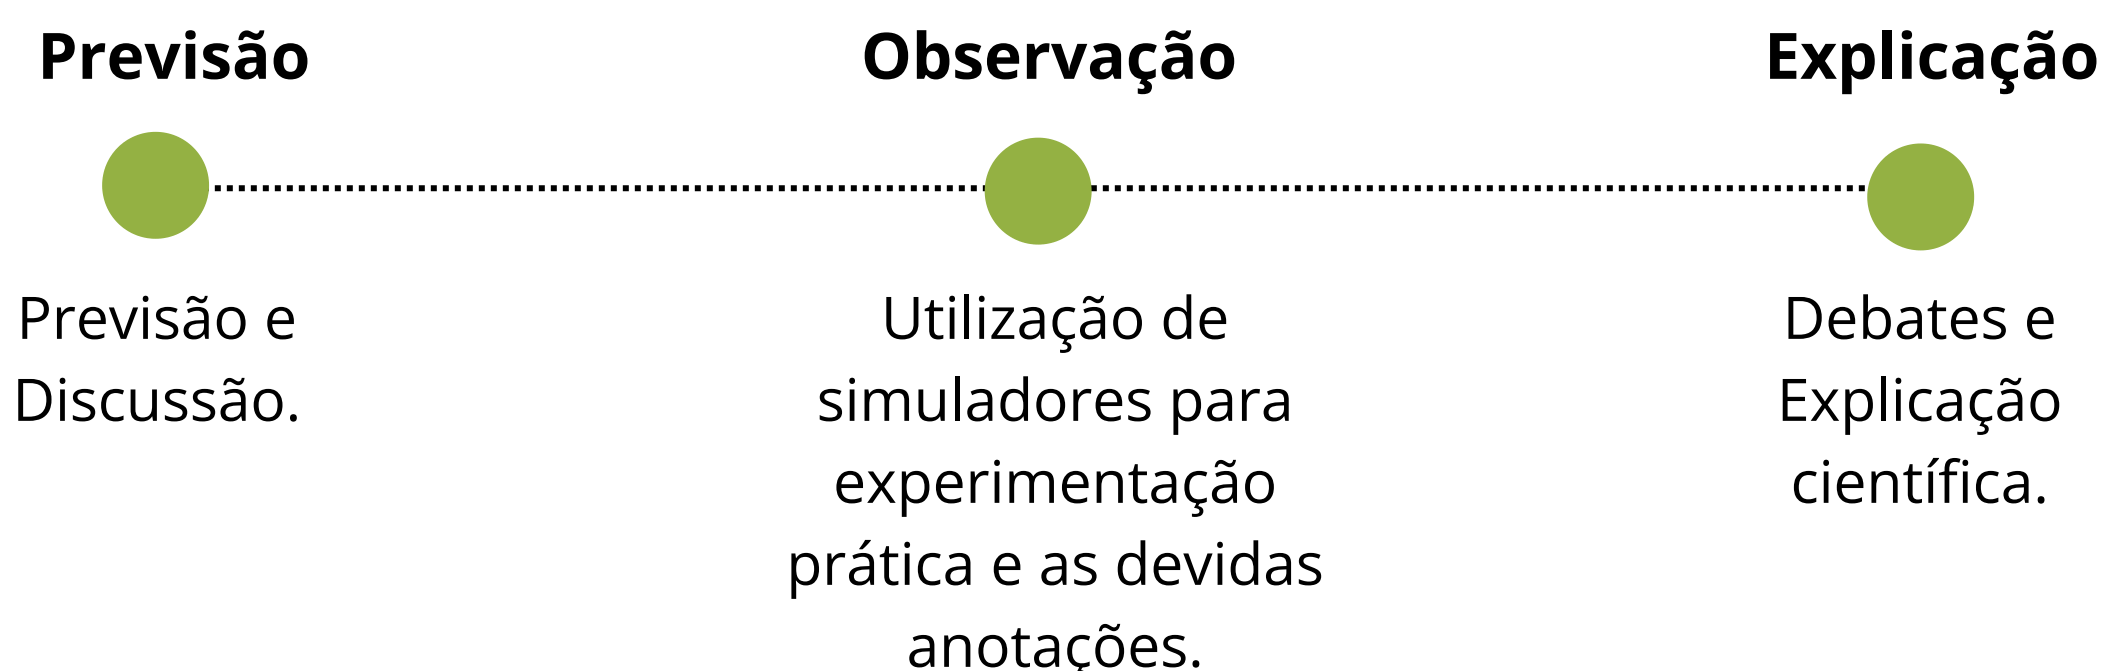 Previsão
Observação
Explicação
Previsão e
Discussão.
Utilização de
simuladores para
experimentação
prática e as devidas
anotações.
Debates e
Explicação
científica.